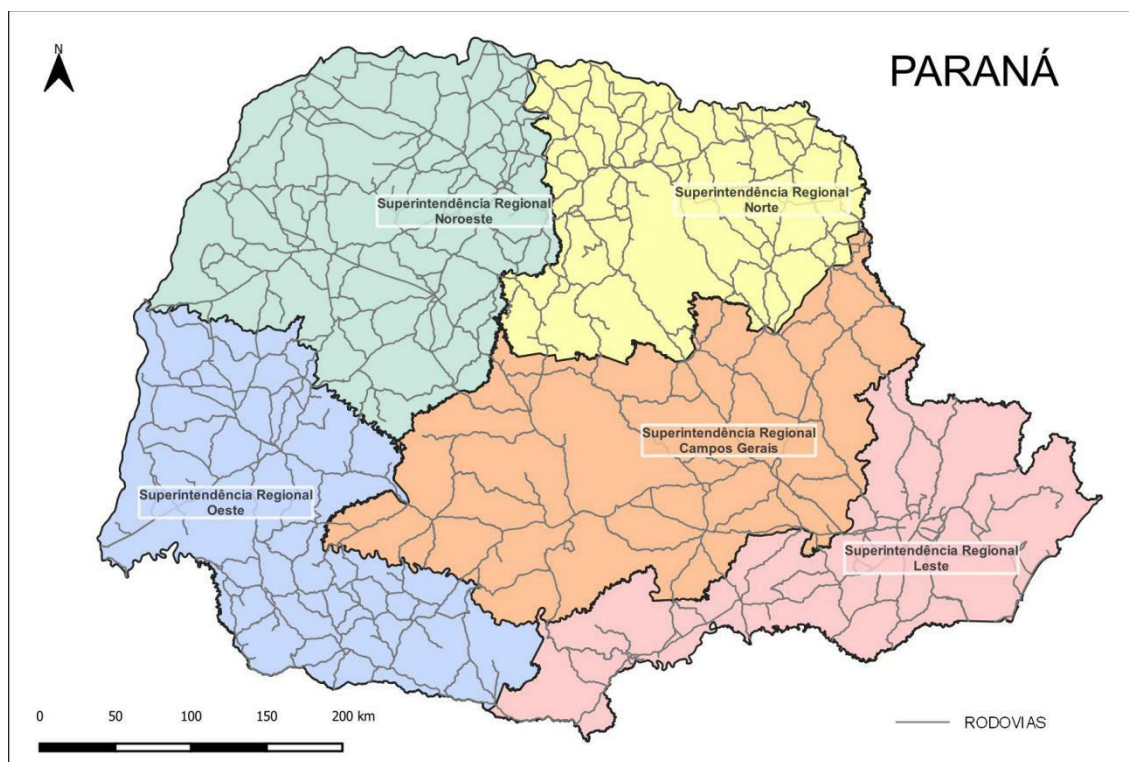 N
PARANÁ
Superintendência Regional
Norte
Superintendência Regional
Noroeste
Superintendência Regional
Campos Gerais
Superintendência Regional
Oeste
Superintendência Regional
Leste
0 50 100 150 200 km
RODOVIAS